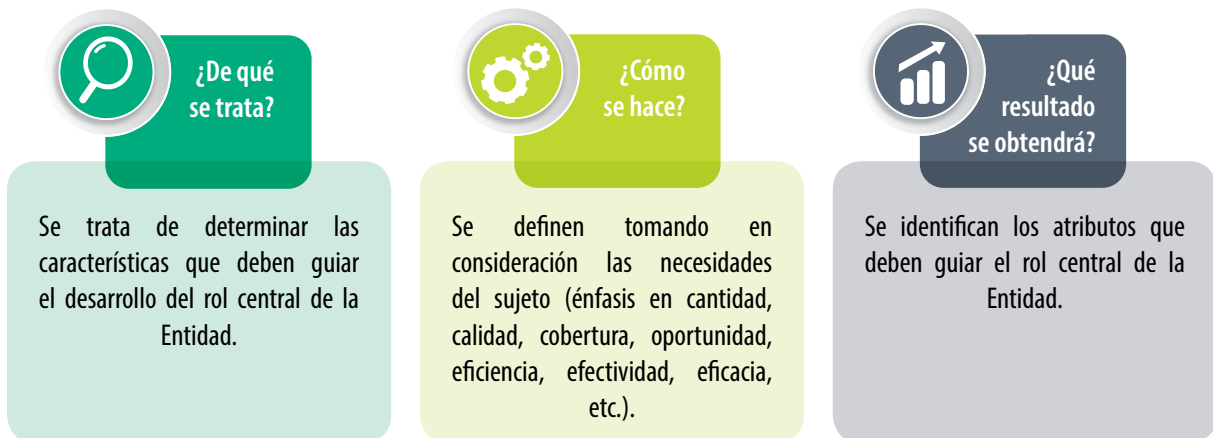 ¿De qué
se trata?
Se trata de determinar las
características que deben guiar
el desarrollo del rol central de la
Entidad.
¿Cómo
se hace?
Se definen tomando en
consideración las necesidades
del sujeto (énfasis en cantidad,
calidad, cobertura, oportunidad,
eficiencia, efectividad, eficacia,
etc.).
¿Qué
resultado
se obtendrá?
Se identifican los atributos que
deben guiar el rol central de la
Entidad.